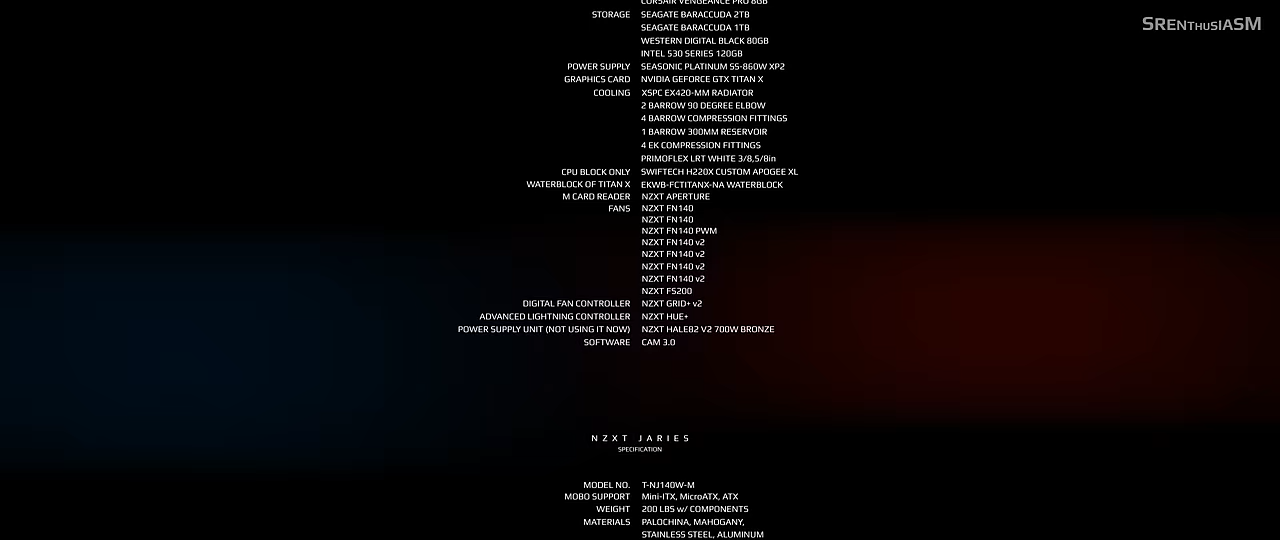 CORSAIR VENGEANCE PRO 8GB
SRENTHUSIASM
STORAGE SEAGATE BARACCUDA 2TB
SEAGATE BARACCUDA 1TB
WESTERN DIGITAL BLACK 80GB
INTEL 530 SERIES 120GB
POWER SUPPLY SEASONIC PLATINUM SS-860W XP2
GRAPHICS CARD NVIDIA GEFORCE GTX TITAN X
COOLING XSPC EX420-MM RADIATOR
2 BARROW 90 DEGREE ELBOW
4 BARROW COMPRESSION FITTINGS
1 BARROW 300MM RESERVOIR
4 EK COMPRESSION FITTINGS
PRIMOFLEX LRT WHITE 3/8,5/8in
CPU BLOCK ONLY SWIFTECH H220X CUSTOM APOGEE XL
WATERBLOCK OF TITAN X EKWB-FCTITANX-NA WATERBLOCK
M CARD READER NZXT APERTURE
FANS NZXT FN140
NZXT FN140
NZXT FN140 PWM
NZXT FN140 v2
NZXT FN140 v2
NZXT FN140 v2
NZXT FN140 v2
NZXT FS200
DIGITAL FAN CONTROLLER NZXT GRID+ v2
ADVANCED LIGHTNING CONTROLLER NZXT HUE+
POWER SUPPLY UNIT (NOT USING IT NOW) NZXT HALE82 V2 700W BRONZE
SOFTWARE CAM 3.0
NZXT JARIES
SPECIFICATION
MODEL NO. T-NJ140W-M
MOBO SUPPORT Mini-ITX, MicroATX, ATX
WEIGHT 200 LBS w/ COMPONENTS
MATERIALS PALOCHINA, MAHOGANY,
STAINLESS STEEL, ALUMINUM